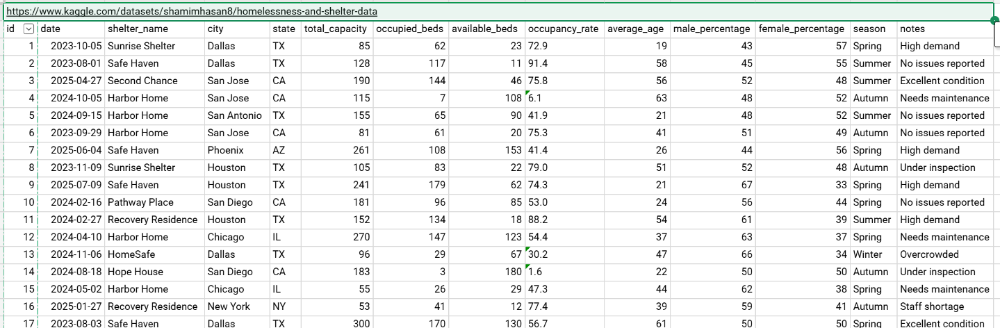 https://www.kaggle.com/datasets/shamimhasan8/homelessness-and-shelter-data
id date shelter_name city state total_capacity occupied_beds available_beds occupancy_rate average_age male_percentage female_percentage season notes
1 2023-10-05 Sunrise Shelter Dallas TX 85 62 23 72.9 19 43 57 Spring High demand
2 2023-08-01 Safe Haven Dallas TX 128 117 11 91.4 58 45 55 Summer No issues reported
3 2025-04-27 Second Chance San Jose CA 190 144 46 75.8 56 52 48 Summer Excellent condition
4 2024-10-05 Harbor Home San Jose CA 115 7 108 6.1 63 48 52 Autumn Needs maintenance
5 2024-09-15 Harbor Home San Antonio TX 155 65 90 41.9 21 48 52 Summer No issues reported
6 2023-09-29 Harbor Home San Jose CA 81 61 20 75.3 41 51 49 Autumn No issues reported
7 2025-06-04 Safe Haven Phoenix AZ 261 108 153 41.4 26 44 56 Spring High demand
8 2023-11-09 Sunrise Shelter Houston TX 105 83 22 79.0 51 52 48 Autumn Under inspection
9 2025-07-09 Safe Haven Houston TX 241 179 62 74.3 21 67 33 Spring High demand
10 2024-02-16 Pathway Place San Diego CA 181 96 85 53.0 24 56 44 Spring No issues reported
11 2024-02-27 Recovery Residence Houston TX 152 134 18 88.2 54 61 39 Summer High demand
12 2024-04-10 Harbor Home Chicago IL 270 147 123 54.4 37 63 37 Spring Needs maintenance
13 2024-11-06 HomeSafe Dallas TX 96 29 67 30.2 47 66 34 Winter Overcrowded
14 2024-08-18 Hope House San Diego CA 183 3 180 1.6 22 50 50 Autumn Under inspection
15 2024-05-02 Harbor Home Chicago IL 55 26 29 47.3 44 62 38 Spring Needs maintenance
16 2025-01-27 Recovery Residence New York NY 53 41 12 77.4 39 59 41 Autumn Staff shortage
17 2023-08-03 Safe Haven Dallas TX 300 170 130 56.7 61 50 50 Spring Excellent condition